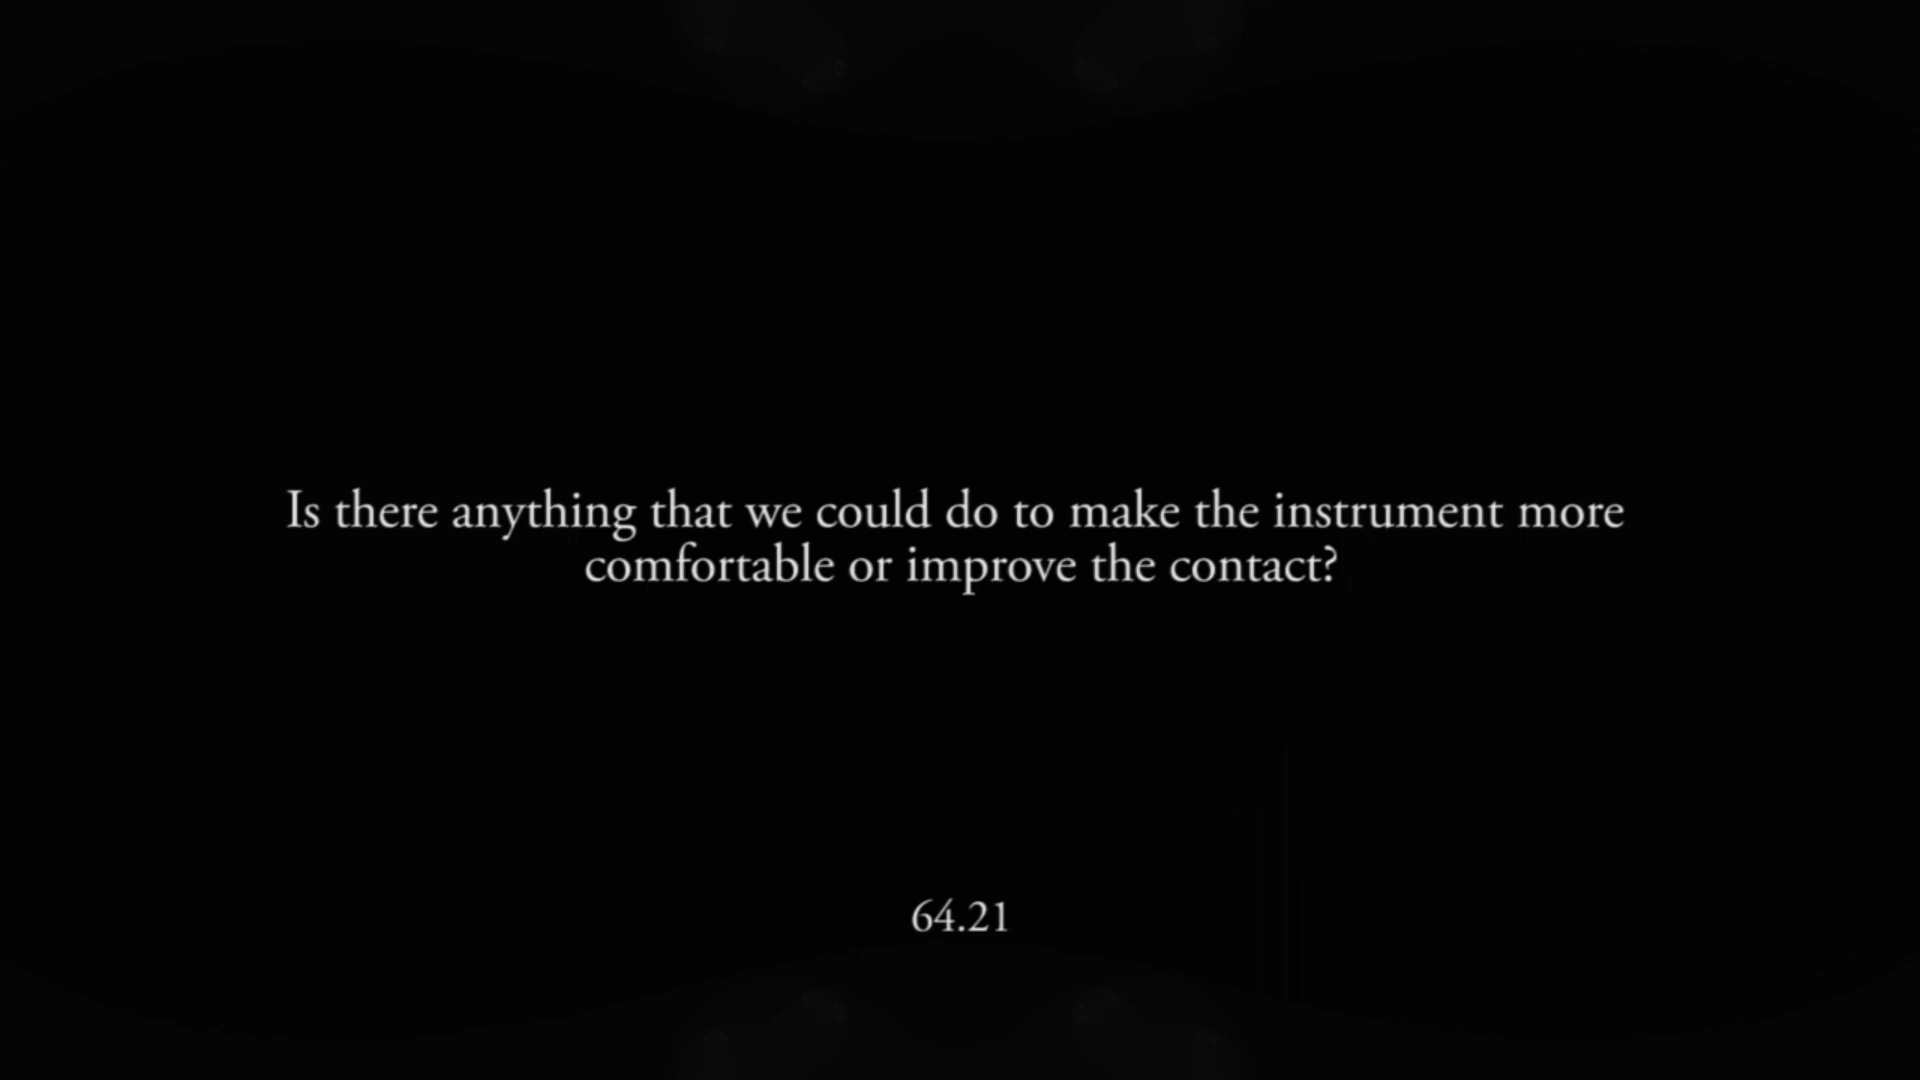 Is there anything that we could do to make the instrument more
comfortable or improve the contact?
64.21